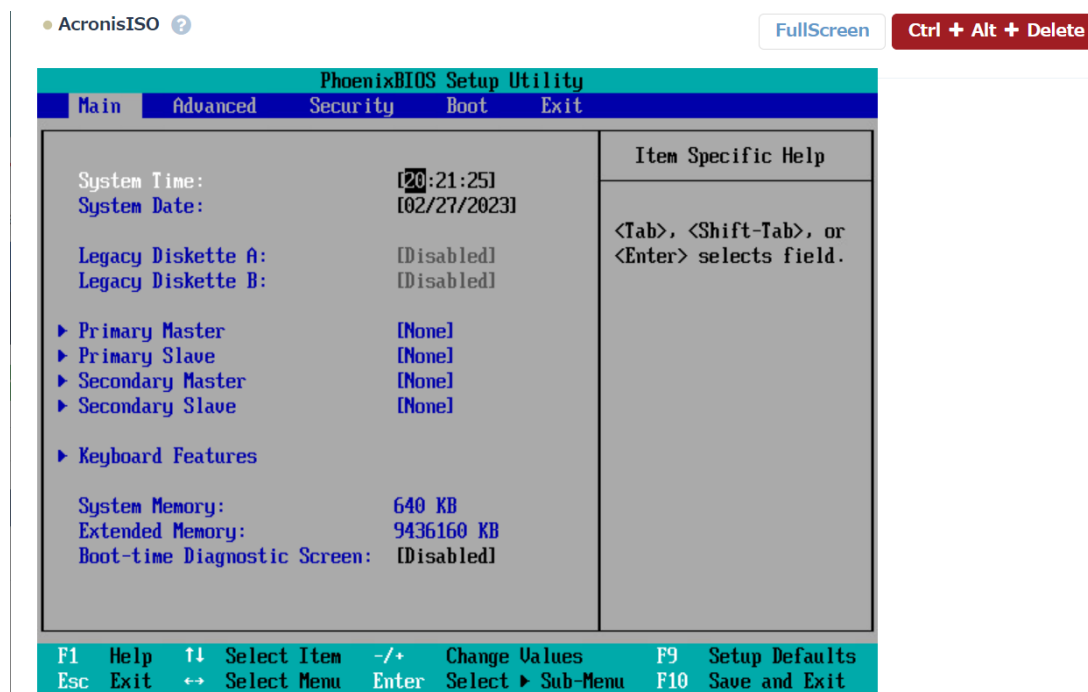 AcronisISO ?
FullScreen
Ctrl + Alt + Delete
PhoenixBIOS Setup Utility
Main Advanced Security Boot Exit
System Time: [20:21:25]
System Date: [02/27/2023]
Legacy Diskette A: [Disabled]
Legacy Diskette B: [Disabled]
Primary Master [None]
Primary Slave [None]
Secondary Master [None]
Secondary Slave [None]
Keyboard Features
System Memory: 640 KB
Extended Memory: 9436160 KB
Boot-time Diagnostic Screen: [Disabled]
Item Specific Help
<Tab>, <Shift-Tab>, or
<Enter> selects field.
F1 Help ↑↓ Select Item -/+ Change Values F9 Setup Defaults
Esc Exit ↔ Select Menu Enter Select ▶ Sub-Menu F10 Save and Exit